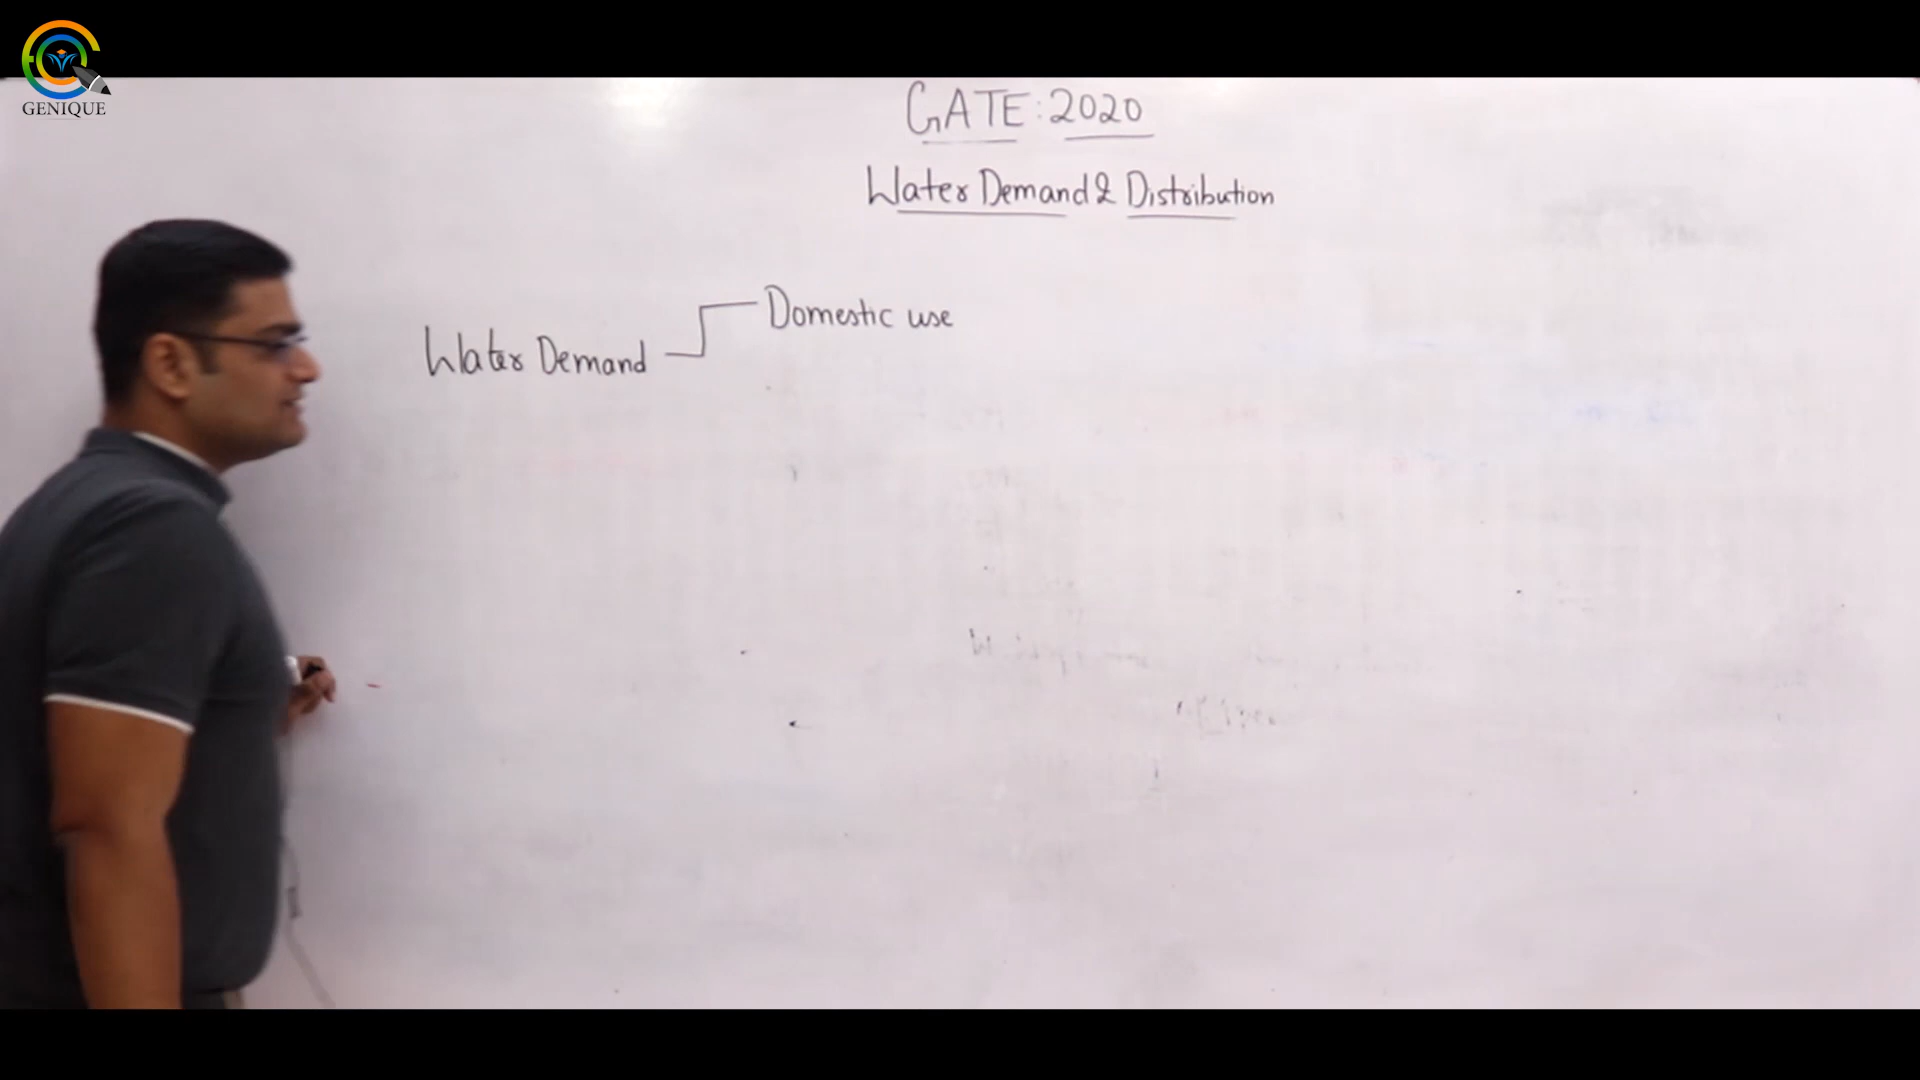 GENIQUE
GATE: 2020
Water Demand & Distribution
Domestic use
Water Demand